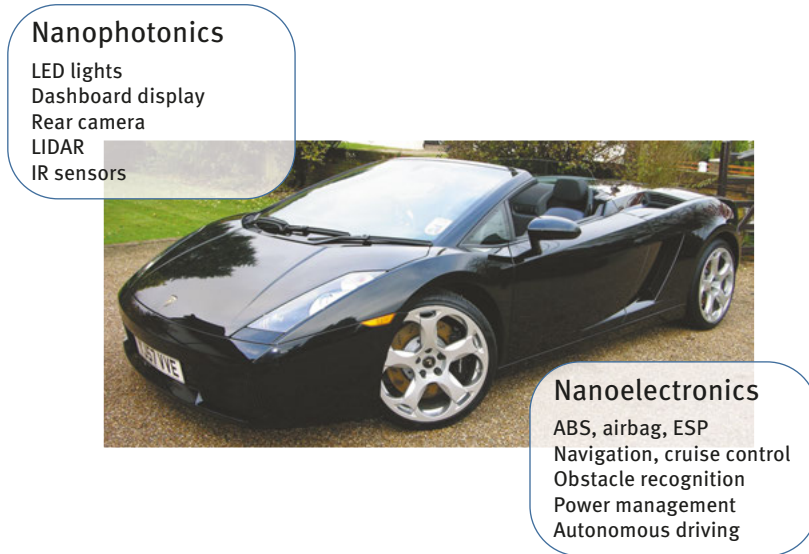 Nanophotonics
LED lights
Dashboard display
Rear camera
LIDAR
IR sensors
Nanoelectronics
ABS, airbag, ESP
Navigation, cruise control
Obstacle recognition
Power management
Autonomous driving